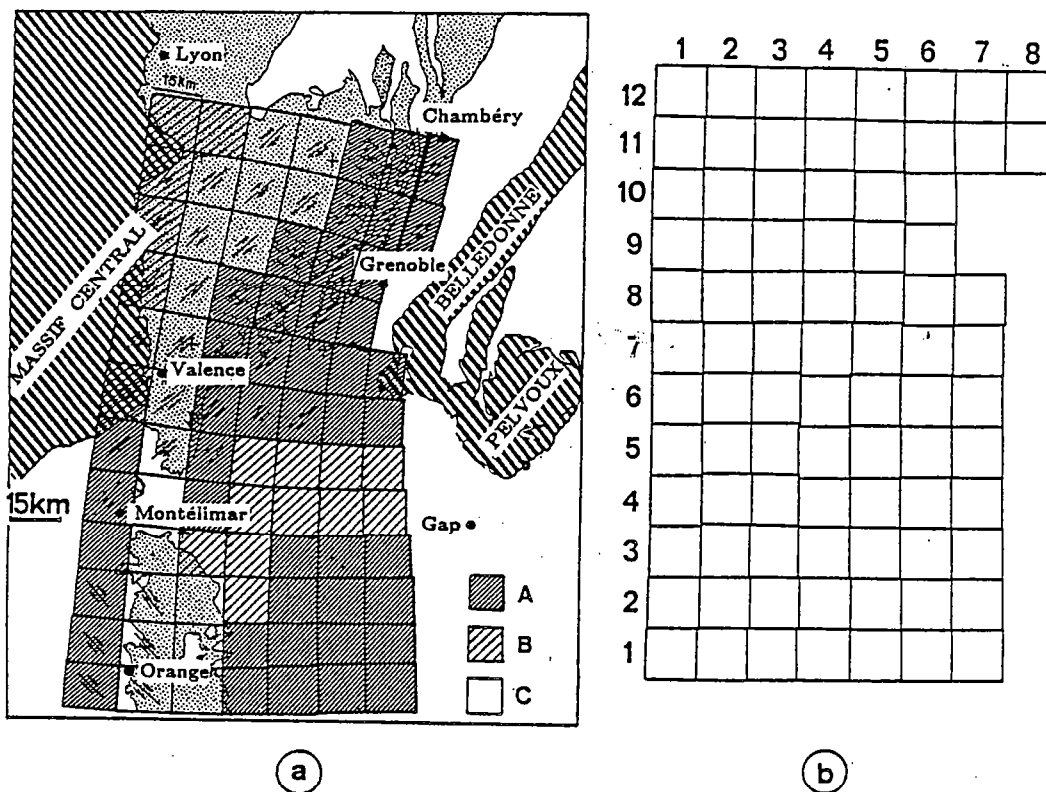 Lyon
15km
Chambéry
MASSIF CENTRAL
Grenoble
BELLEDONNE
Valence
PELVOUX
15km
Montélimar
Gap
A
B
Orange
C
a
1 2 3 4 5 6 7 8
12
11
10
9
8
7
6
5
4
3
2
1
b